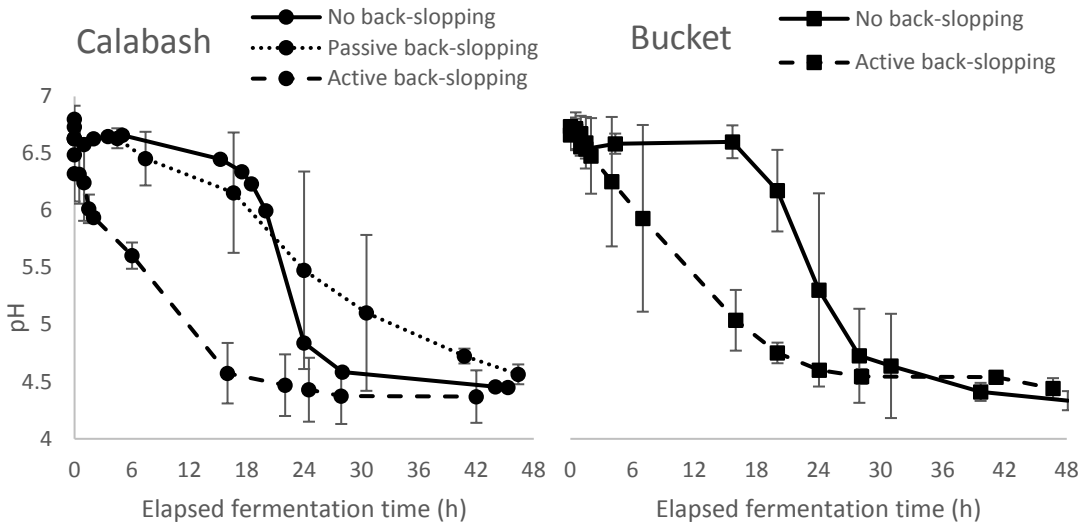 Calabash
No back-slopping
Passive back-slopping
Active back-slopping
Bucket
No back-slopping
Active back-slopping
pH
7
6.5
6
5.5
5
4.5
4
0 6 12 18 24 30 36 42 48
Elapsed fermentation time (h)
0 6 12 18 24 30 36 42 48
Elapsed fermentation time (h)